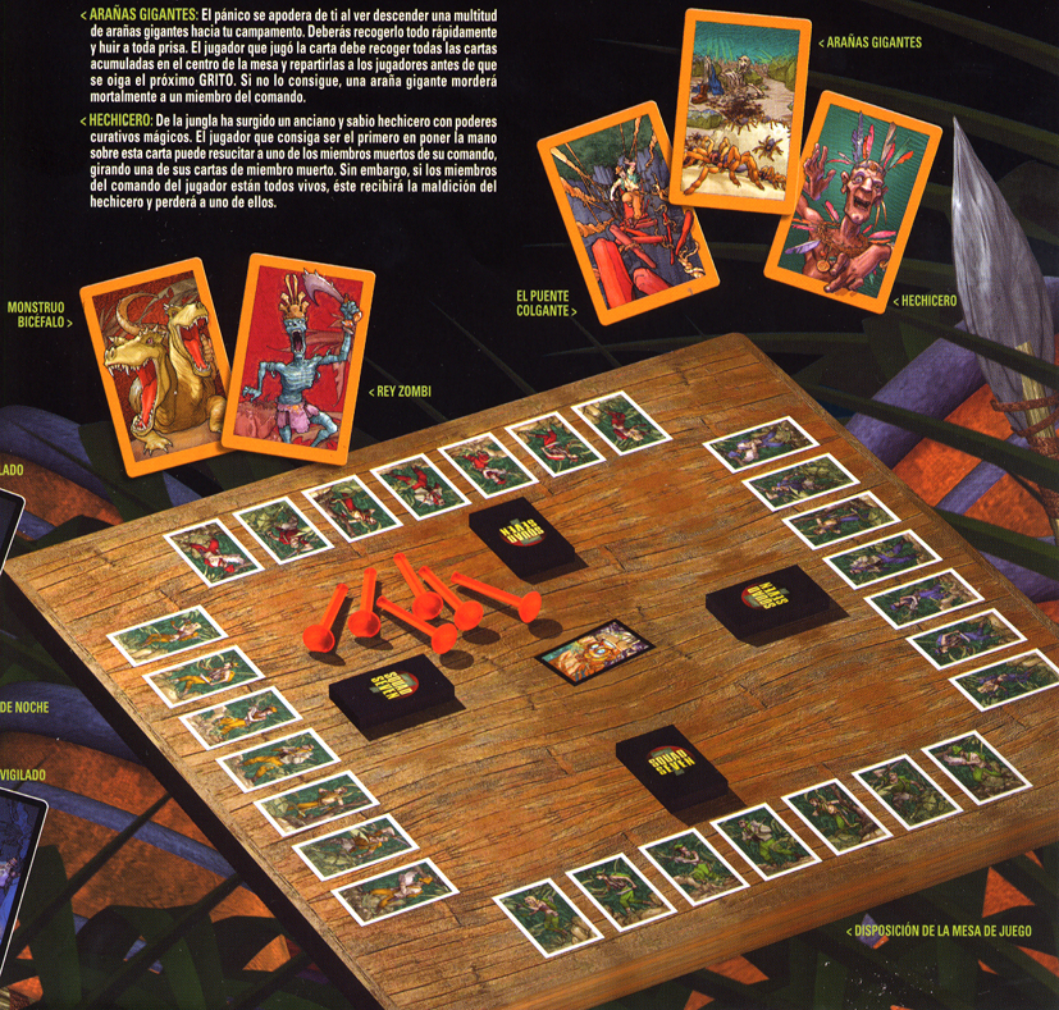 < ARAÑAS GIGANTES: El pánico se apodera de ti al ver descender una multitud
de arañas gigantes hacia tu campamento. Deberás recogerlo todo rápidamente
y huir a toda prisa. El jugador que jugó la carta debe recoger todas las cartas
acumuladas en el centro de la mesa y repartirlas a los jugadores antes de que
se oiga el próximo GRITO. Si no lo consigue, una araña gigante morderá
mortalmente a un miembro del comando.
< HECHICERO: De la jungla ha surgido un anciano y sabio hechicero con poderes
curativos mágicos. El jugador que consiga ser el primero en poner la mano
sobre esta carta puede resucitar a uno de los miembros muertos de su comando,
girando una de sus cartas de miembro muerto. Sin embargo, si los miembros
del comando del jugador están todos vivos, éste recibirá la maldición del
hechicero y perderá a uno de ellos.
< ARAÑAS GIGANTES
EL PUENTE
COLGANTE >
< HECHICERO
MONSTRUO
BICÉFALO >
< REY ZOMBI
LADO
DE NOCHE
VIGILADO
SQUAD
SEVEN
SQUAD
SEVEN
SQUAD
SEVEN
SQUAD
SEVEN
< DISPOSICIÓN DE LA MESA DE JUEGO